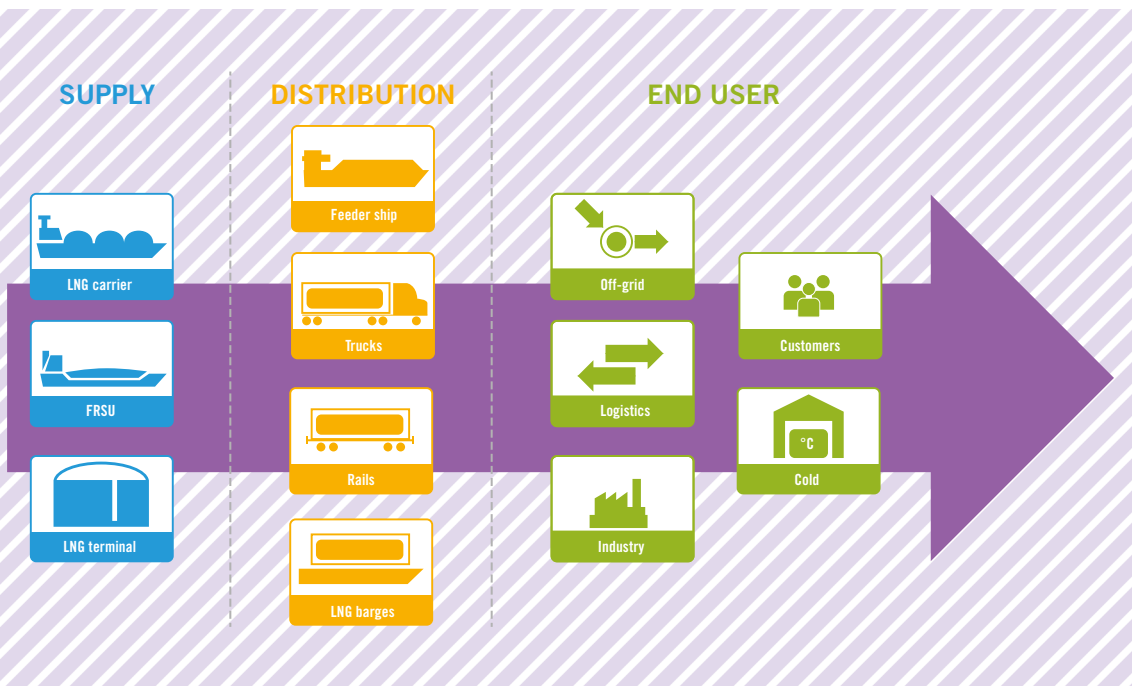 SUPPLY
DISTRIBUTION
END USER
LNG carrier
FRSU
LNG terminal
Feeder ship
Trucks
Rails
LNG barges
Off-grid
Logistics
Industry
Customers
°C
Cold